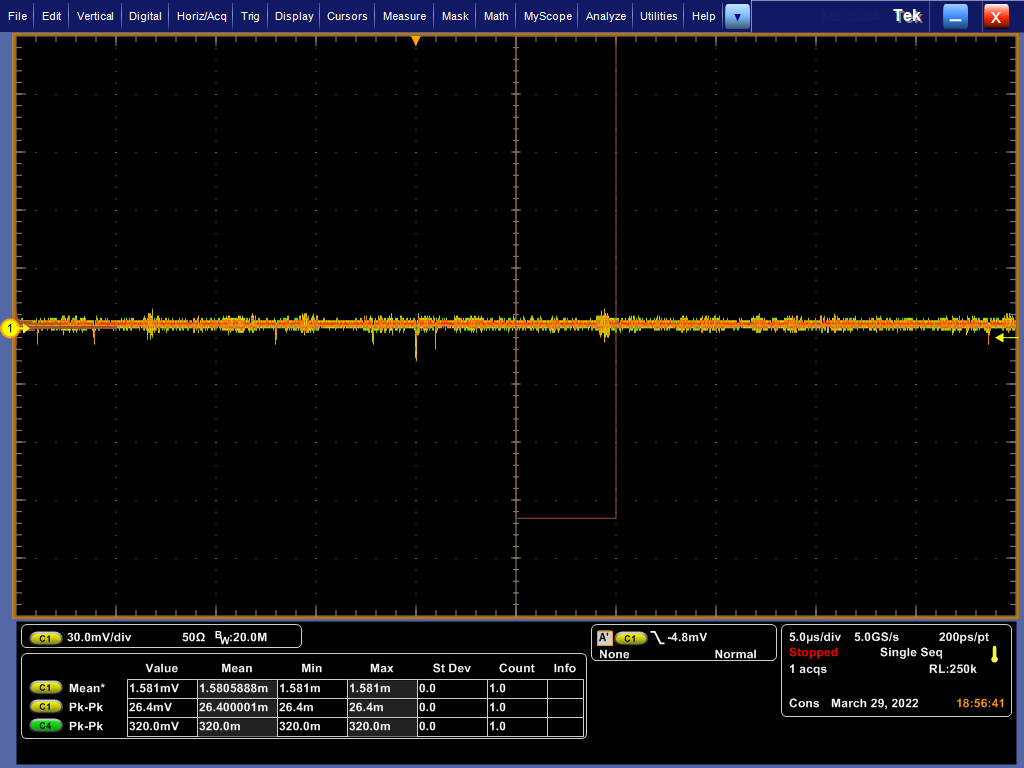 File Edit Vertical Digital Horiz/Acq Trig Display Cursors Measure Mask Math MyScope Analyze Utilities Help Tek X
1
C1 30.0mV/div 50Ω BW:20.0M
A' C1 -4.8mV
None Normal
5.0µs/div 5.0GS/s 200ps/pt
Stopped Single Seq
1 acqs RL:250k
Cons March 29, 2022 18:56:41
Value Mean Min Max St Dev Count Info
C1 Mean* 1.581mV 1.5805888m 1.581m 1.581m 0.0 1.0
C1 Pk-Pk 26.4mV 26.400001m 26.4m 26.4m 0.0 1.0
C4 Pk-Pk 320.0mV 320.0m 320.0m 320.0m 0.0 1.0